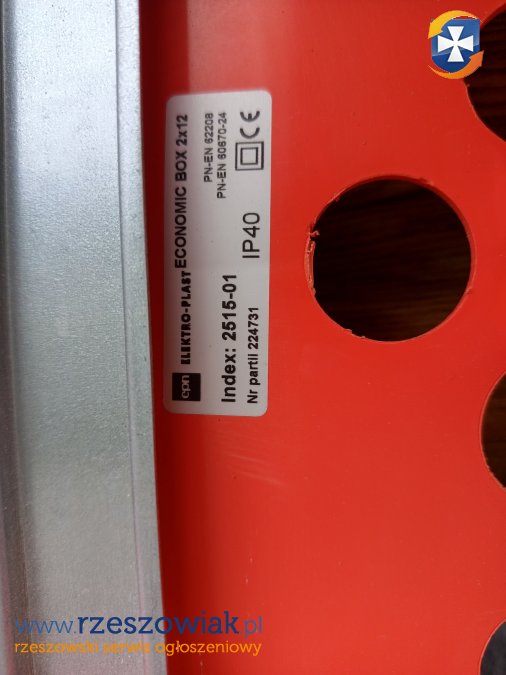 epn ELEKTRO-PLAST ECONOMIC BOX 2x12
PN-EN 62208
PN-EN 60670-24
Index: 2515-01
IP40
CE
Nr partii 224731
www.rzeszowiak.pl
rzeszowski serwis ogłoszeniowy